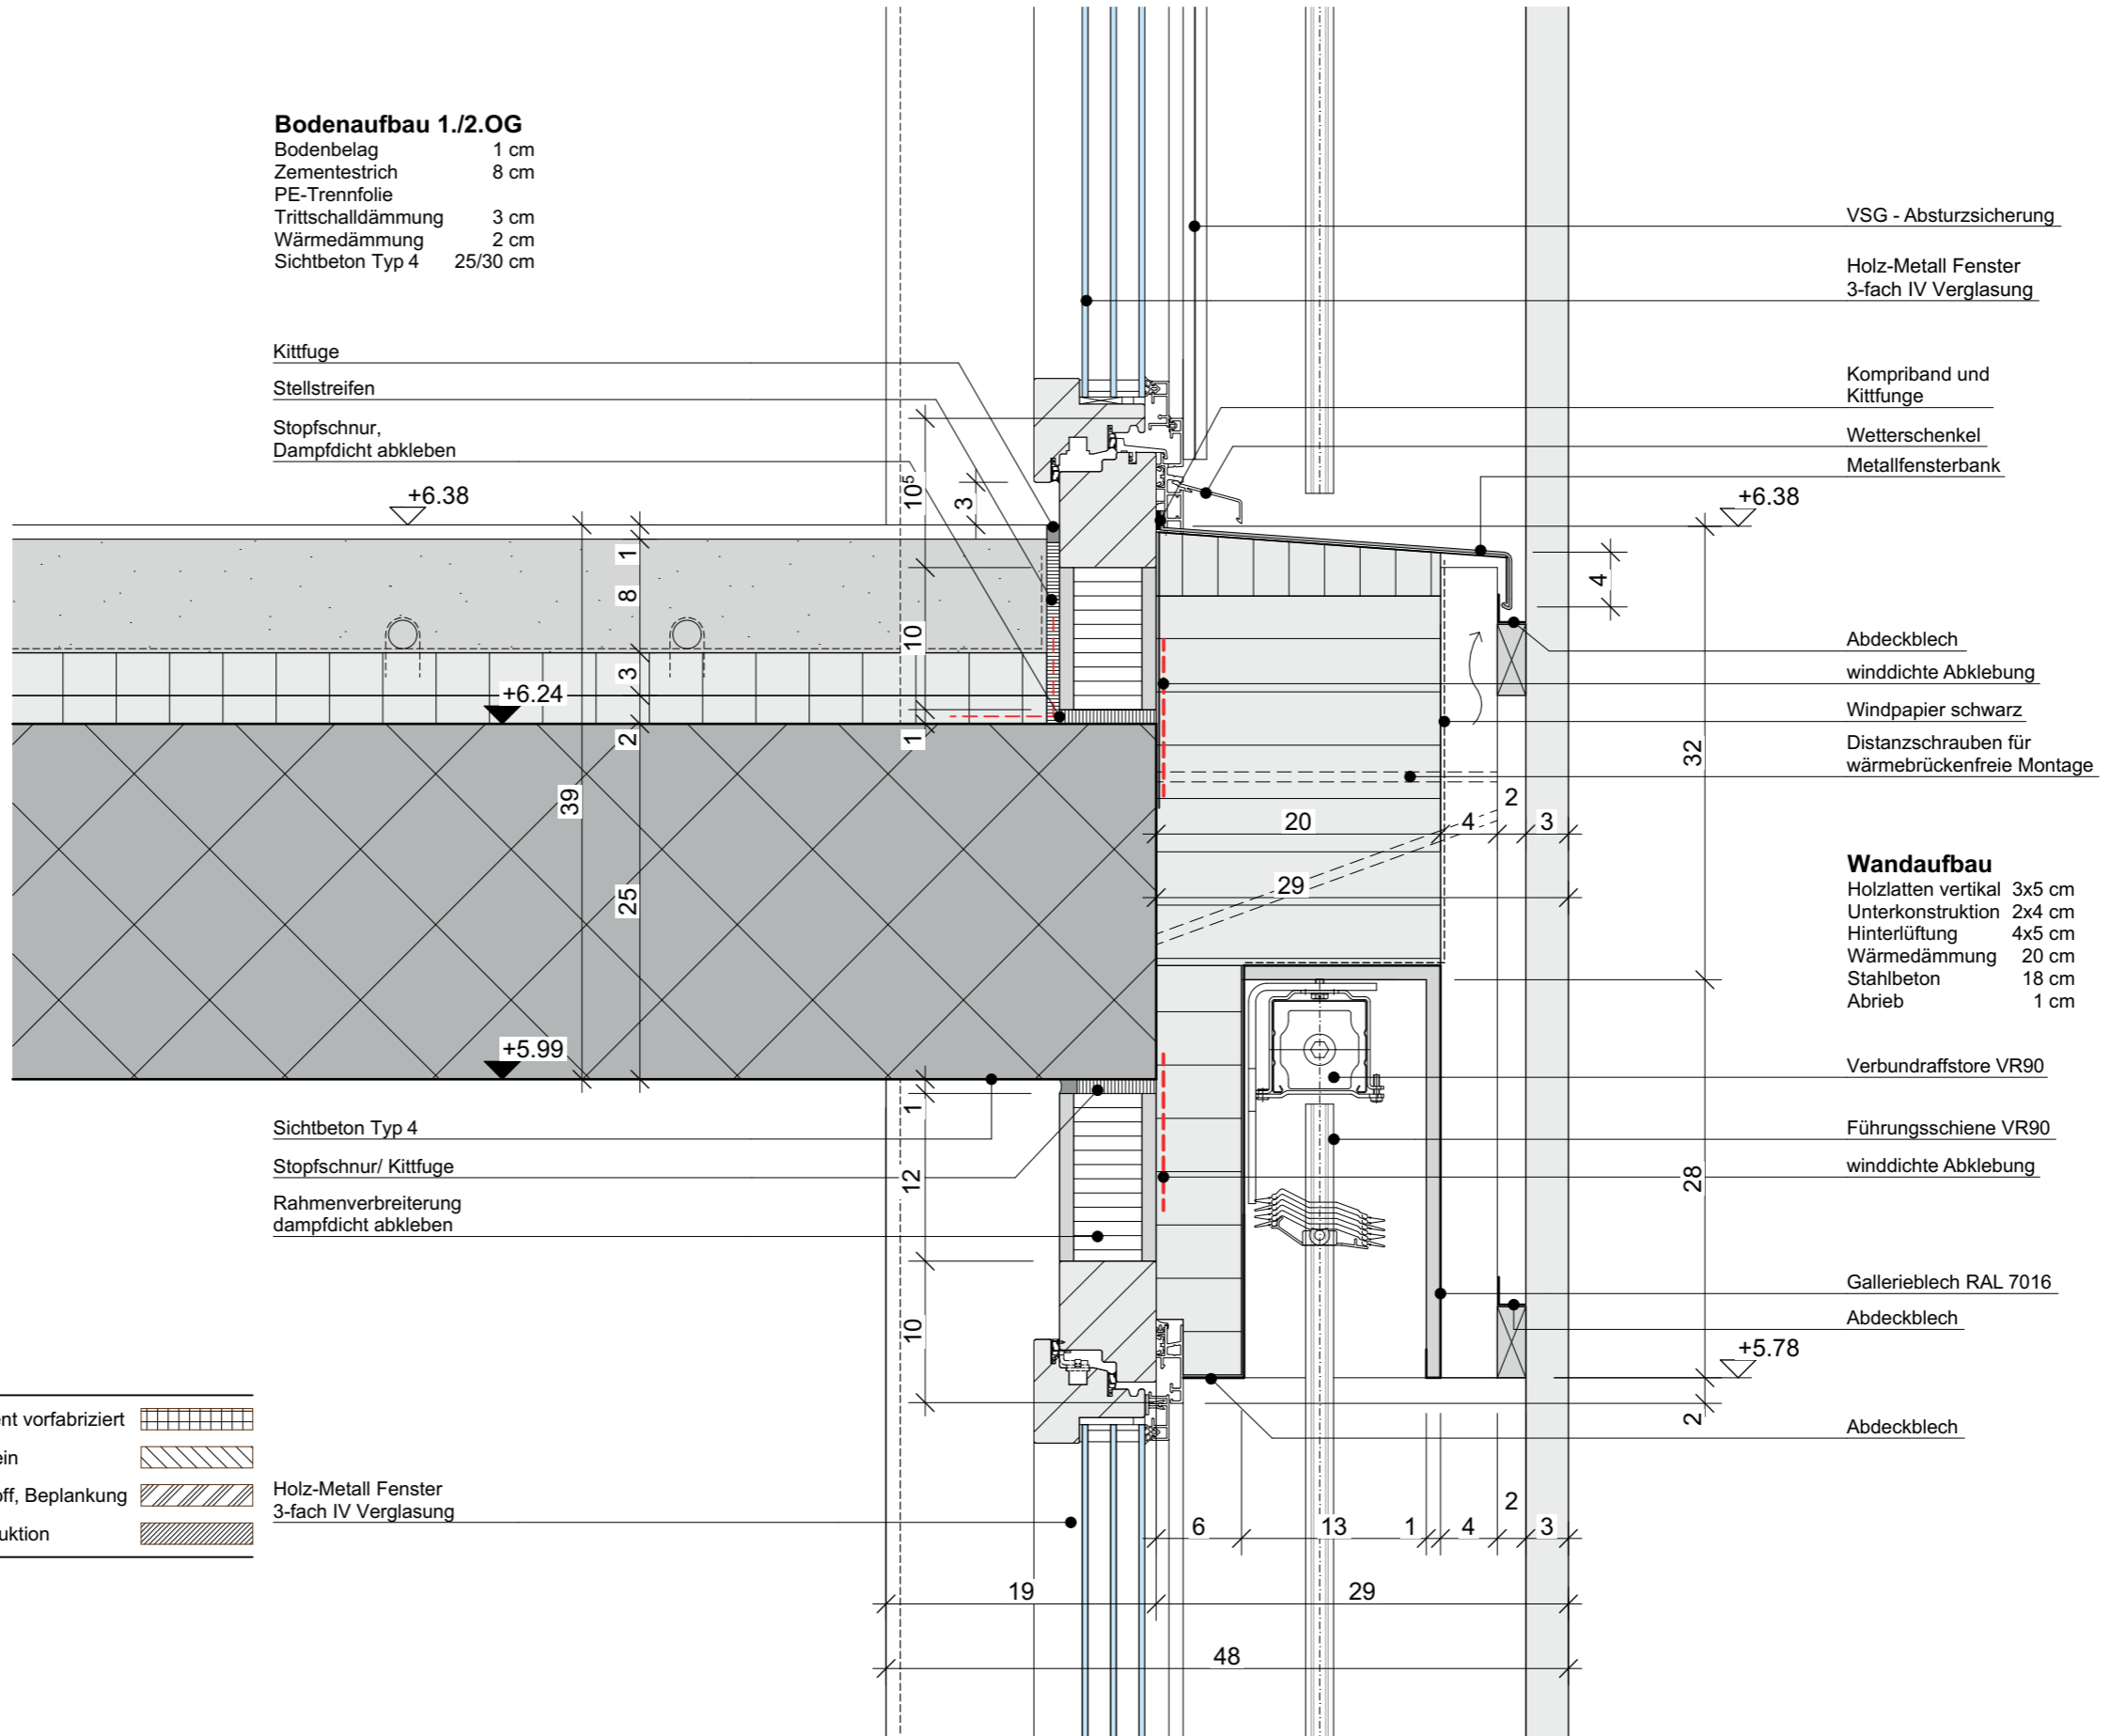 Bodenaufbau 1./2.OG
Bodenbelag 1 cm
Zementestrich 8 cm
PE-Trennfolie
Trittschalldämmung 3 cm
Wärmedämmung 2 cm
Sichtbeton Typ 4 25/30 cm
Kittfuge
Stellstreifen
Stopfschnur,
Dampfdicht abkleben
+6.38
+6.24
+5.99
1
8
3
2
39
25
10⁵
3
10
1
1
12
10
Sichtbeton Typ 4
Stopfschnur/ Kittfuge
Rahmenverbreiterung
dampfdicht abkleben
ent vorfabriziert
ein
off, Beplankung
uktion
Holz-Metall Fenster
3-fach IV Verglasung
VSG - Absturzsicherung
Holz-Metall Fenster
3-fach IV Verglasung
Kompriband und
Kittfunge
Wetterschenkel
Metallfensterbank
+6.38
4
Abdeckblech
winddichte Abklebung
Windpapier schwarz
Distanzschrauben für
wärmebrückenfreie Montage
32
2
20 4 3
29
Wandaufbau
Holzlatten vertikal 3x5 cm
Unterkonstruktion 2x4 cm
Hinterlüftung 4x5 cm
Wärmedämmung 20 cm
Stahlbeton 18 cm
Abrieb 1 cm
Verbundraffstore VR90
Führungsschiene VR90
winddichte Abklebung
28
Gallerieblech RAL 7016
Abdeckblech
+5.78
2
Abdeckblech
2
6 13 1 4 3
19 29
48